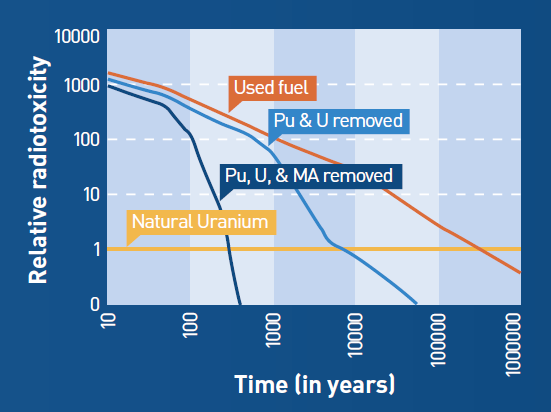 10000
1000
100
10
1
0
Relative radiotoxicity
Used fuel
Pu & U removed
Pu, U, & MA removed
Natural Uranium
10
100
1000
10000
100000
1000000
Time (in years)